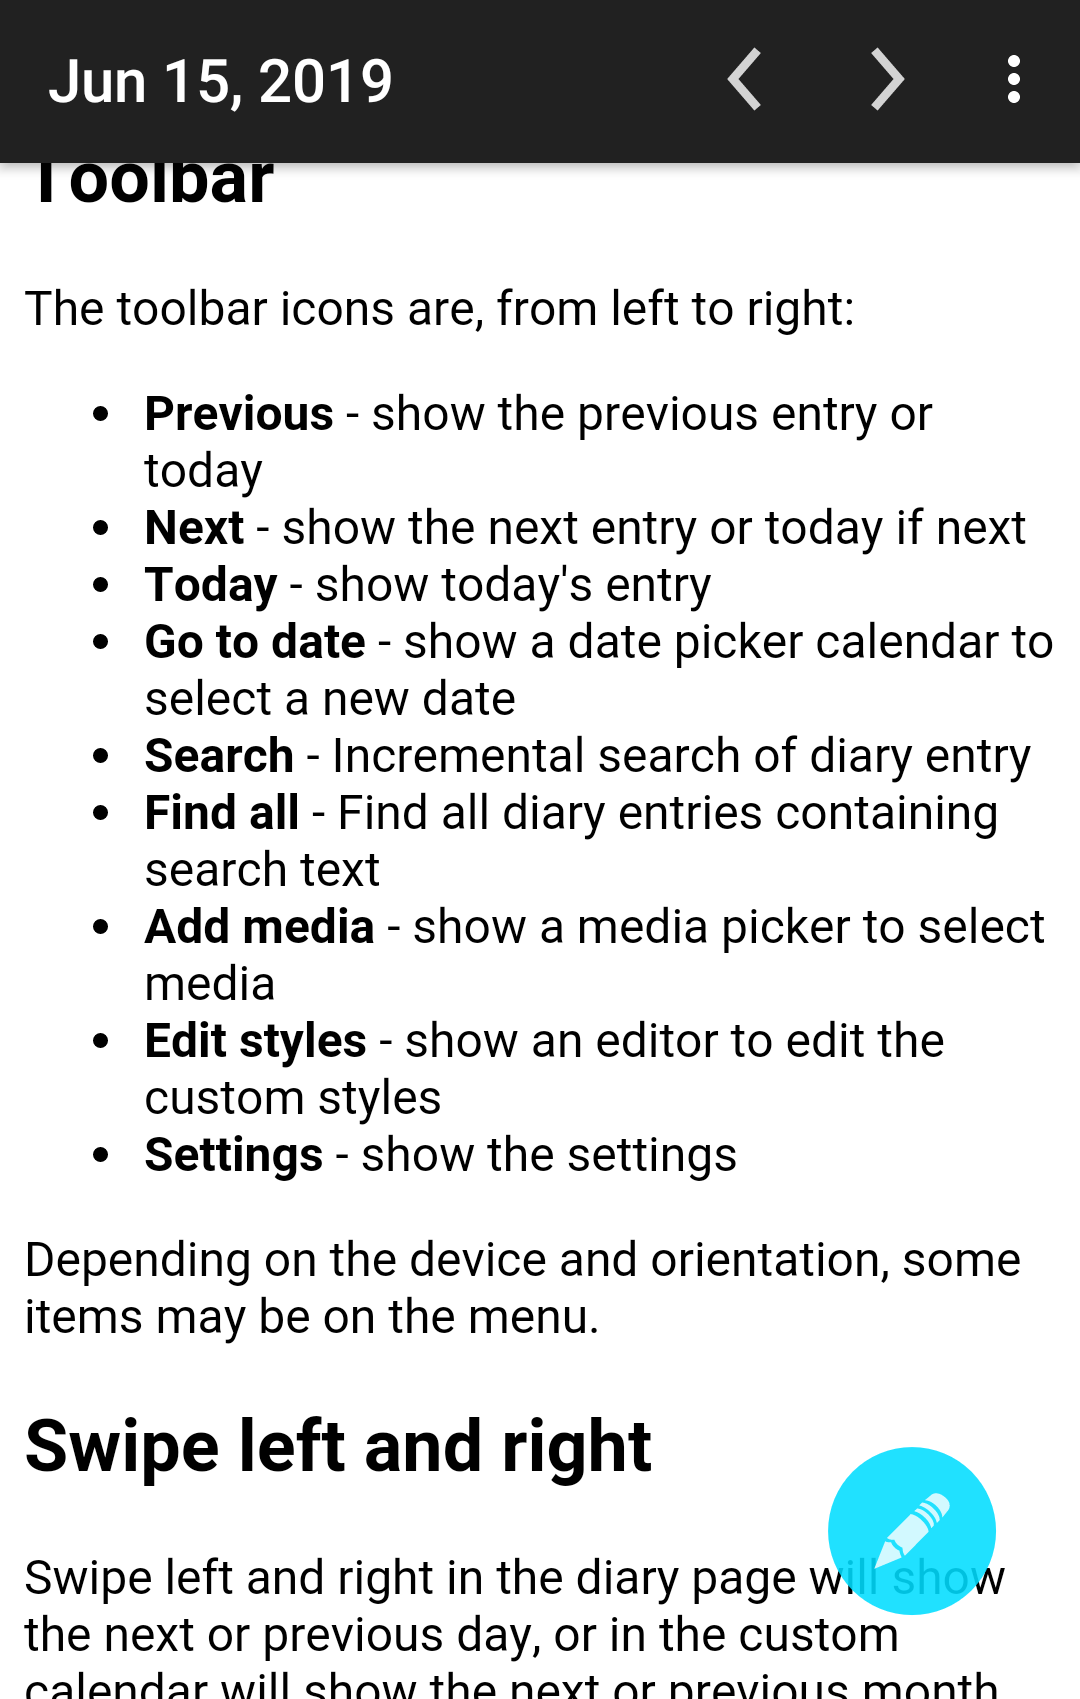 Jun 15, 2019
Toolbar
The toolbar icons are, from left to right:
• Previous - show the previous entry or
today
• Next - show the next entry or today if next
• Today - show today's entry
• Go to date - show a date picker calendar to
select a new date
• Search - Incremental search of diary entry
• Find all - Find all diary entries containing
search text
• Add media - show a media picker to select
media
• Edit styles - show an editor to edit the
custom styles
• Settings - show the settings
Depending on the device and orientation, some
items may be on the menu.
Swipe left and right
Swipe left and right in the diary page will show
the next or previous day, or in the custom
calendar will show the next or previous month